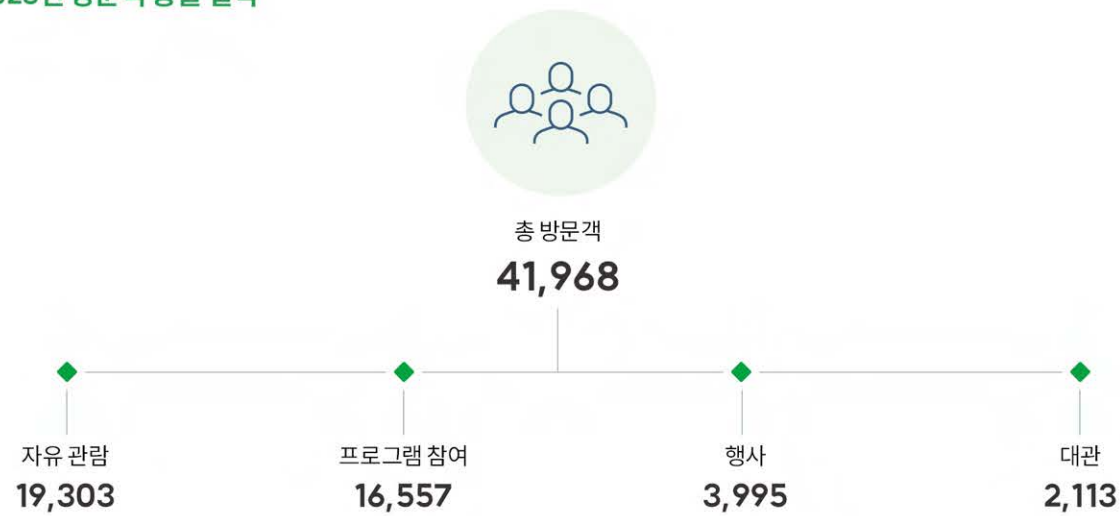 총 방문객
41,968
자유 관람
19,303
프로그램 참여
16,557
행사
3,995
대관
2,113